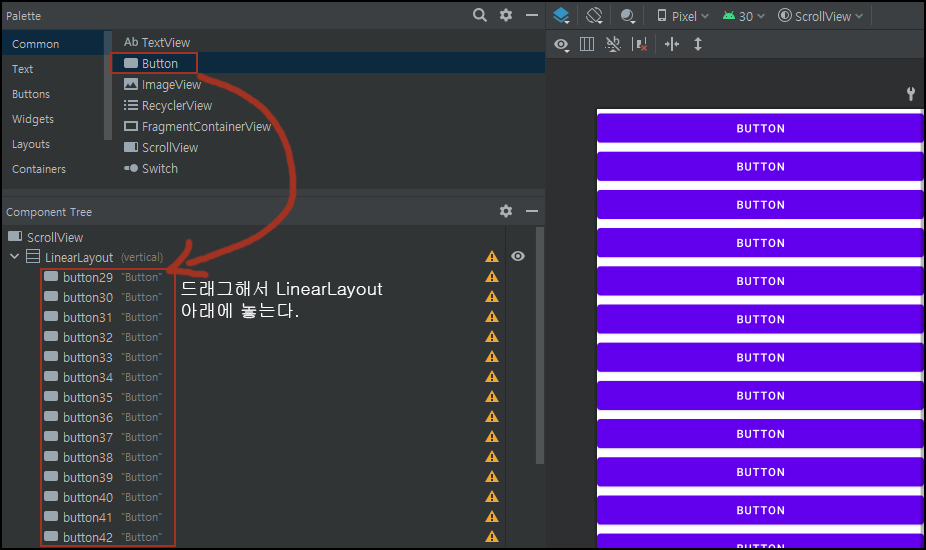 Palette
Pixel
30
ScrollView
Common
Text
Buttons
Widgets
Layouts
Containers
Ab TextView
Button
ImageView
RecyclerView
FragmentContainerView
ScrollView
Switch
Component Tree
ScrollView
LinearLayout (vertical)
button29 "Button"
button30 "Button"
button31 "Button"
button32 "Button"
button33 "Button"
button34 "Button"
button35 "Button"
button36 "Button"
button37 "Button"
button38 "Button"
button39 "Button"
button40 "Button"
button41 "Button"
button42 "Button"
드래그해서 LinearLayout
아래에 놓는다.
BUTTON
BUTTON
BUTTON
BUTTON
BUTTON
BUTTON
BUTTON
BUTTON
BUTTON
BUTTON
BUTTON
BUTTON